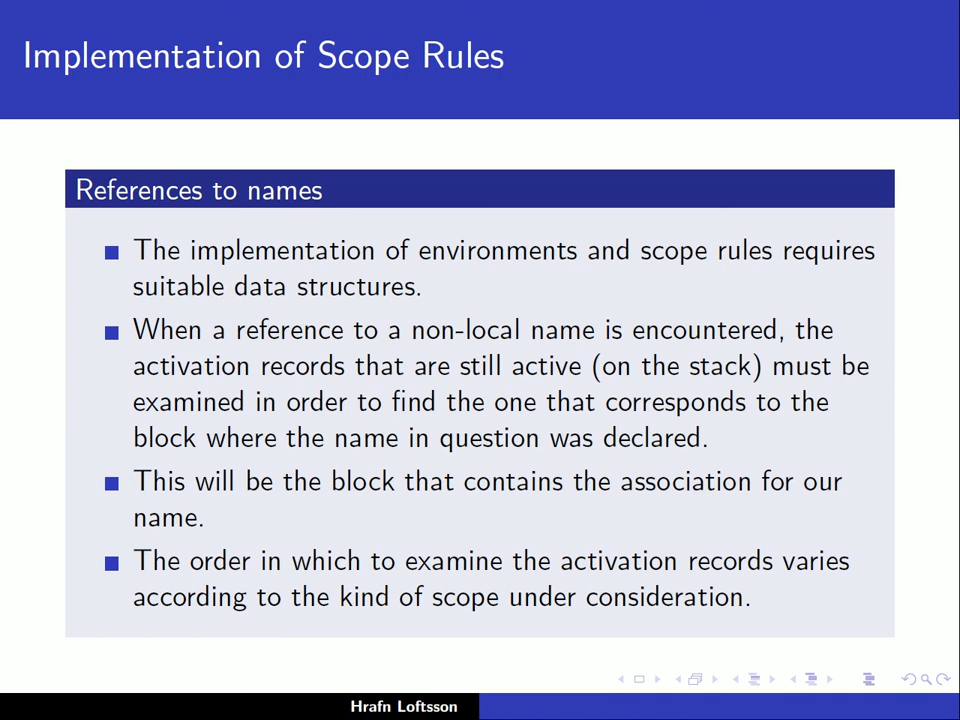 Implementation of Scope Rules
References to names
The implementation of environments and scope rules requires
suitable data structures.
When a reference to a non-local name is encountered, the
activation records that are still active (on the stack) must be
examined in order to find the one that corresponds to the
block where the name in question was declared.
This will be the block that contains the association for our
name.
The order in which to examine the activation records varies
according to the kind of scope under consideration.
Hrafn Loftsson